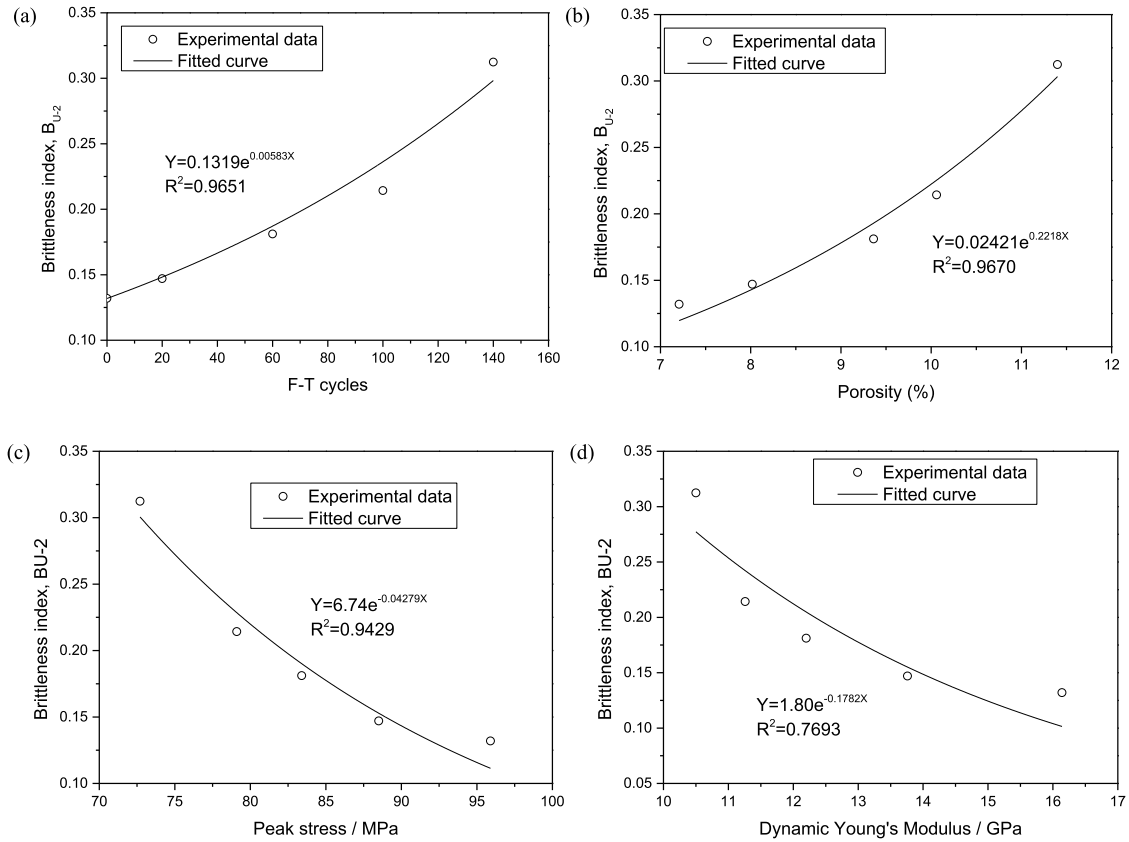 (a)
0.35
0.30
0.25
0.20
0.15
0.10
Brittleness index, B_U-2
Experimental data
Fitted curve
Y=0.1319e^0.00583X
R²=0.9651
0 20 40 60 80 100 120 140 160
F-T cycles
(b)
0.35
0.30
0.25
0.20
0.15
0.10
Brittleness index, B_U-2
Experimental data
Fitted curve
Y=0.02421e^0.2218X
R²=0.9670
7 8 9 10 11 12
Porosity (%)
(c)
0.35
0.30
0.25
0.20
0.15
0.10
Brittleness index, BU-2
Experimental data
Fitted curve
Y=6.74e^-0.04279X
R²=0.9429
70 75 80 85 90 95 100
Peak stress / MPa
(d)
0.35
0.30
0.25
0.20
0.15
0.10
0.05
Brittleness index, BU-2
Experimental data
Fitted curve
Y=1.80e^-0.1782X
R²=0.7693
10 11 12 13 14 15 16 17
Dynamic Young's Modulus / GPa